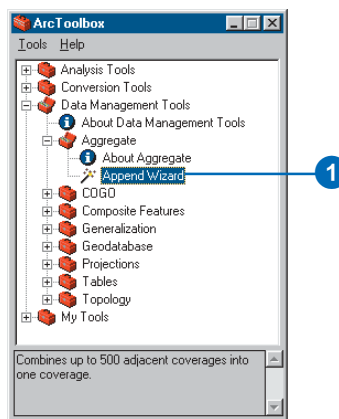 ArcToolbox
Tools Help
Analysis Tools
Conversion Tools
Data Management Tools
About Data Management Tools
Aggregate
About Aggregate
Append Wizard
1
COGO
Composite Features
Generalization
Geodatabase
Projections
Tables
Topology
My Tools
Combines up to 500 adjacent coverages into
one coverage.